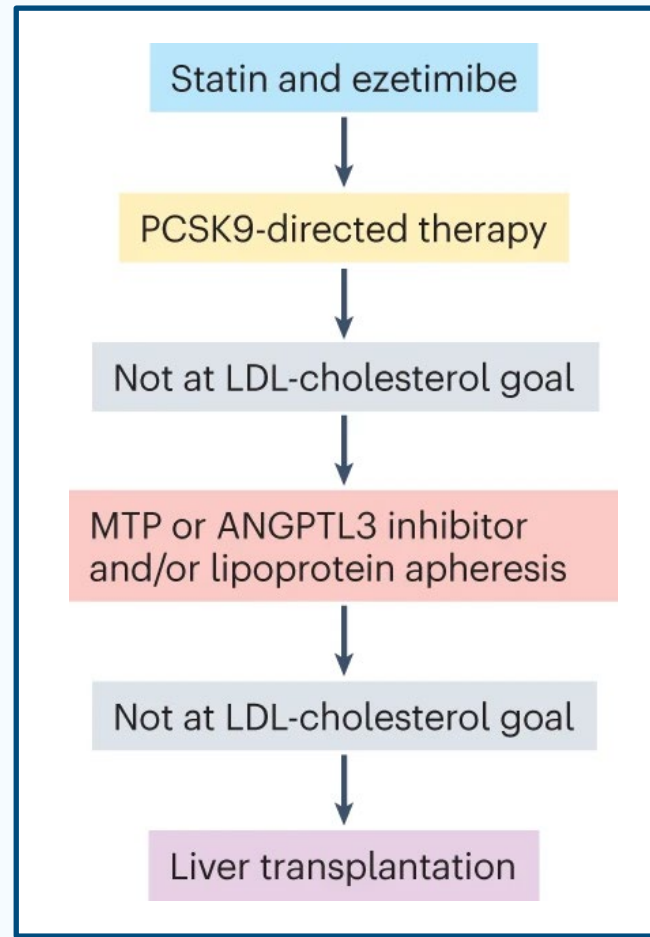 Statin and ezetimibe
PCSK9-directed therapy
Not at LDL-cholesterol goal
MTP or ANGPTL3 inhibitor
and/or lipoprotein apheresis
Not at LDL-cholesterol goal
Liver transplantation